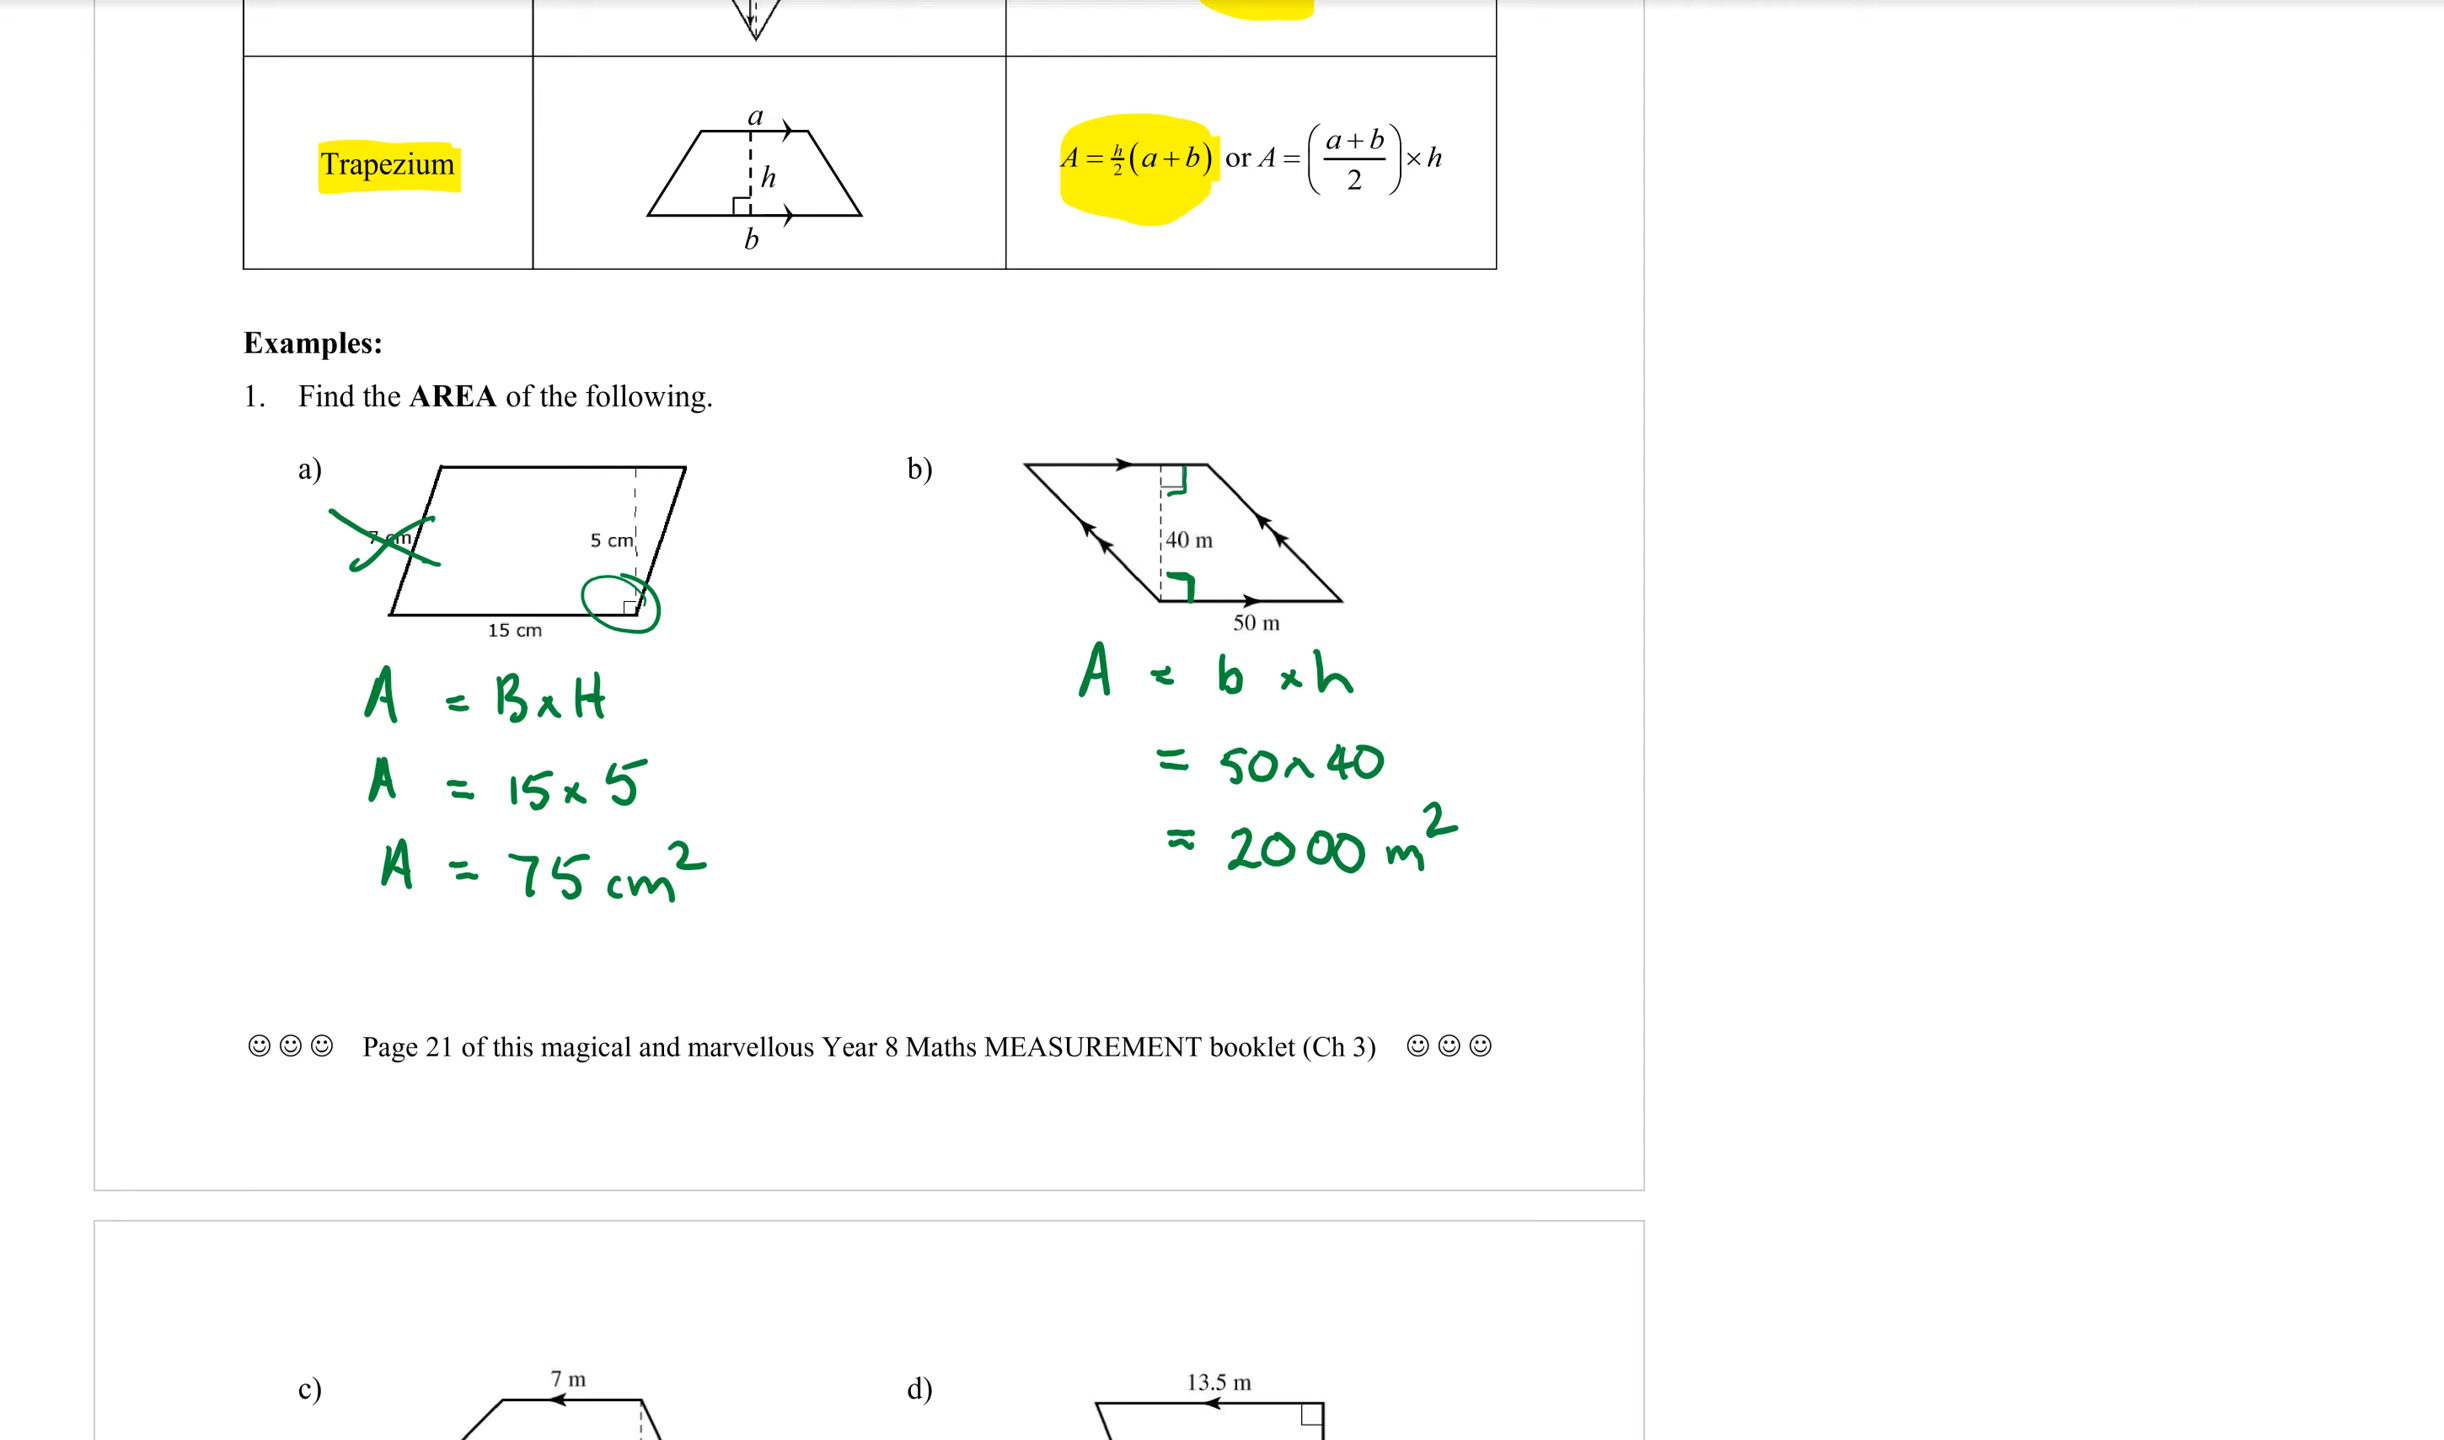 a
Trapezium
h
A = h/2 (a + b) or A = ((a + b)/2) × h
b
Examples:
1. Find the AREA of the following.
a)
7 cm
5 cm
15 cm
A = B x H
A = 15 x 5
A = 75 cm²
b)
40 m
50 m
A = b x h
= 50 x 40
= 2000 m²
☺ ☺ ☺ Page 21 of this magical and marvellous Year 8 Maths MEASUREMENT booklet (Ch 3) ☺ ☺ ☺
c)
7 m
d)
13.5 m